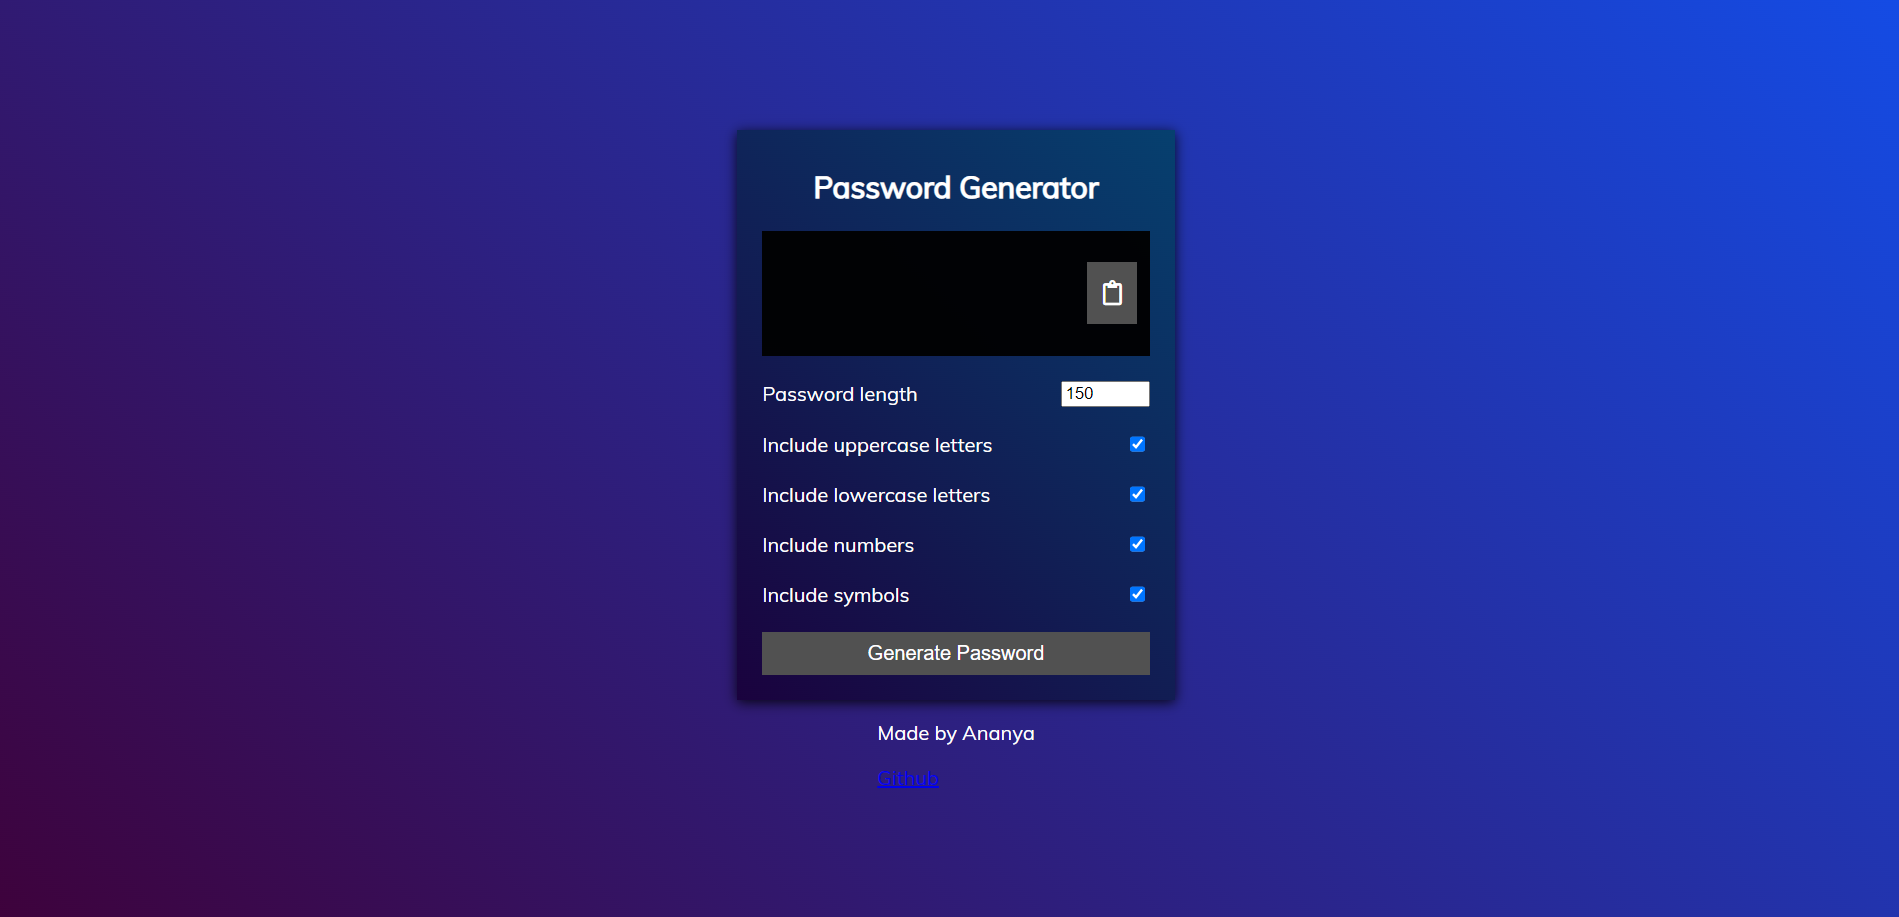 Password Generator
Password length 150
Include uppercase letters
Include lowercase letters
Include numbers
Include symbols
Generate Password
Made by Ananya
Github